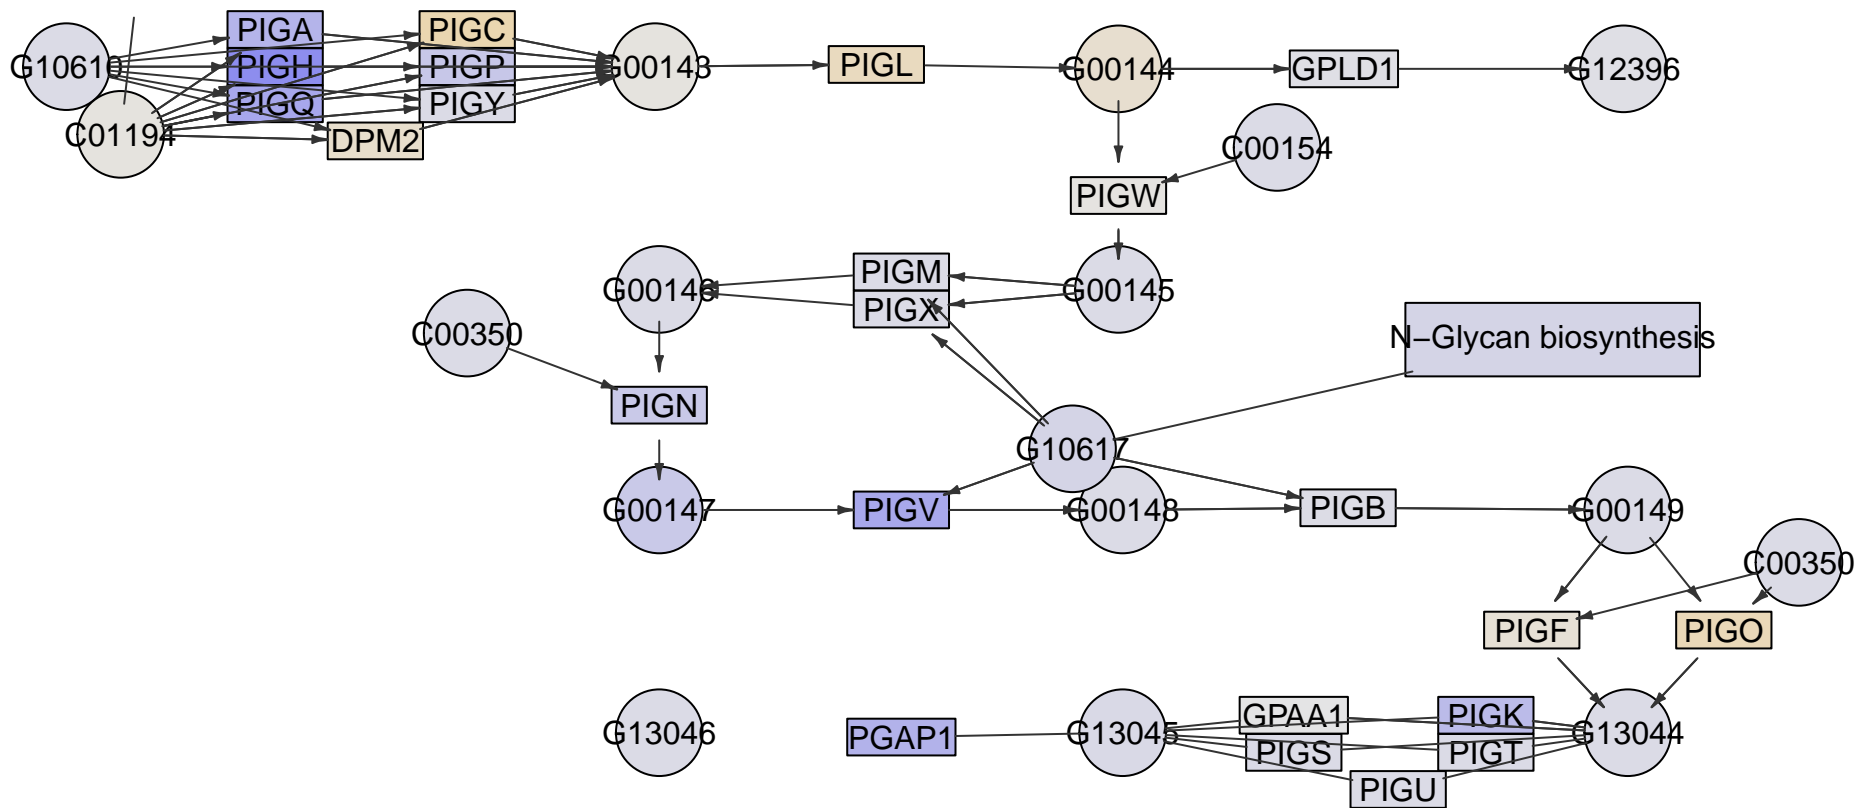 PIGA
PIGC
G10610
PIGH
PIGP
G00143
PIGL
G00144
GPLD1
G12396
PIGQ
PIGY
C01194
DPM2
C00154
PIGW
PIGM
G00146
G00145
PIGX
C00350
N–Glycan biosynthesis
PIGN
G10617
G00147
PIGV
G00148
PIGB
G00149
C00350
PIGF
PIGO
GPAA1
PIGK
G13046
PGAP1
G13045
G13044
PIGS
PIGT
PIGU